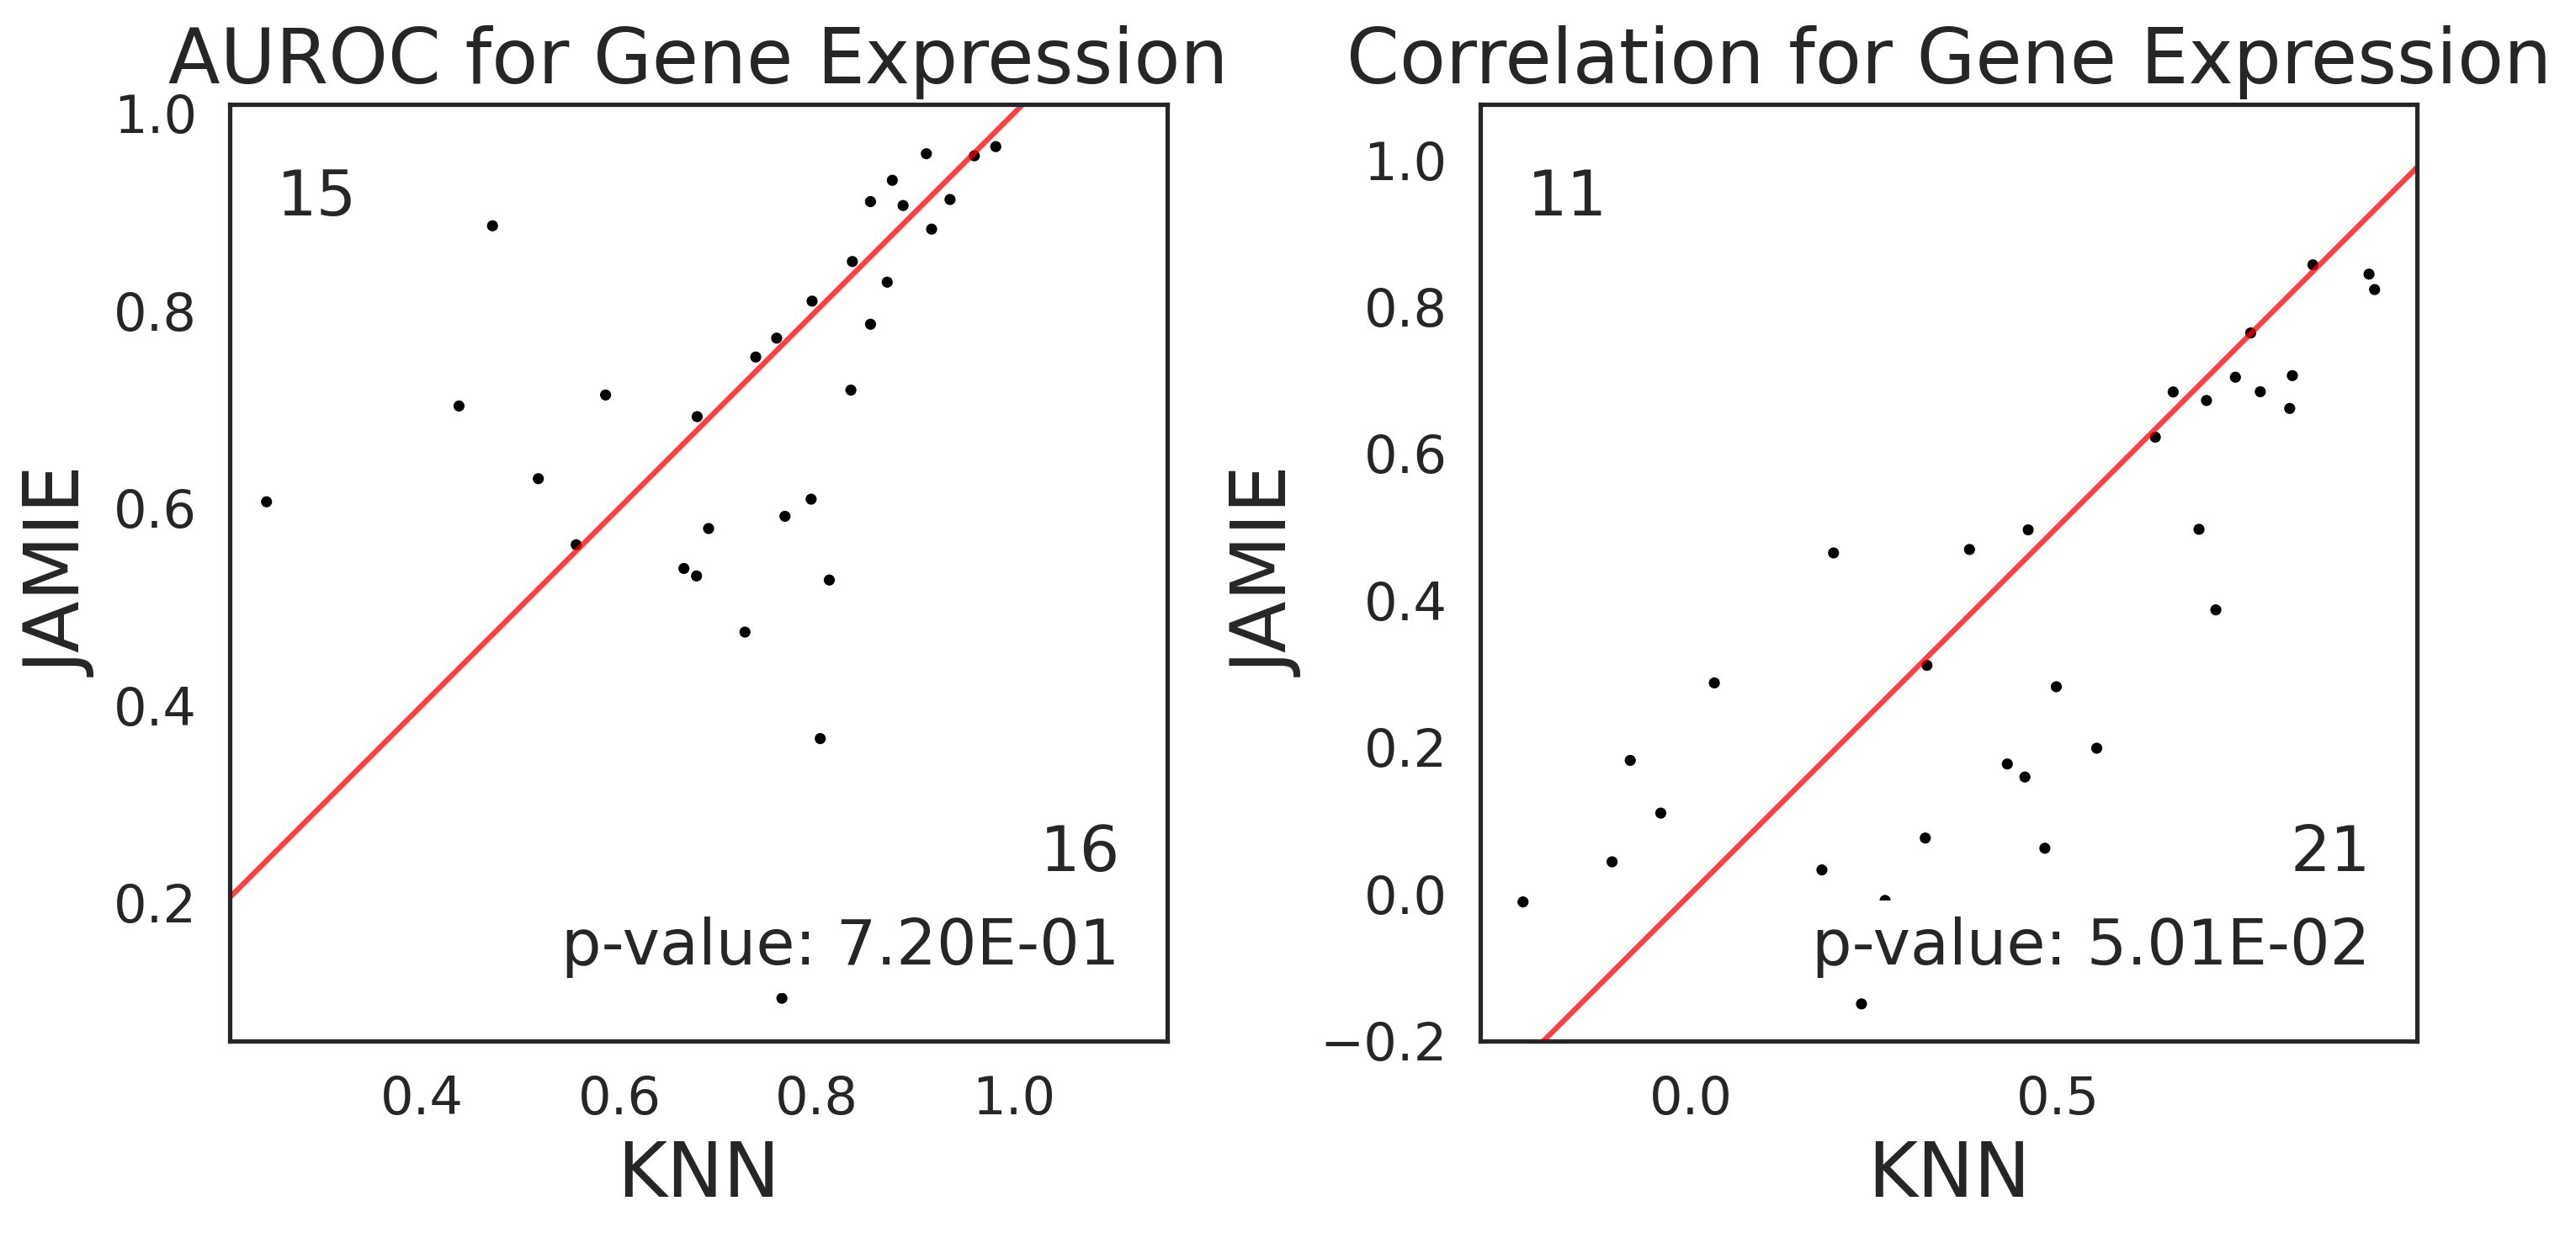 AUROC for Gene Expression
1.0
0.8
0.6
0.4
0.2
JAMIE
15
16
p-value: 7.20E-01
0.4 0.6 0.8 1.0
KNN
Correlation for Gene Expression
1.0
0.8
0.6
0.4
0.2
0.0
−0.2
JAMIE
11
21
p-value: 5.01E-02
0.0 0.5
KNN